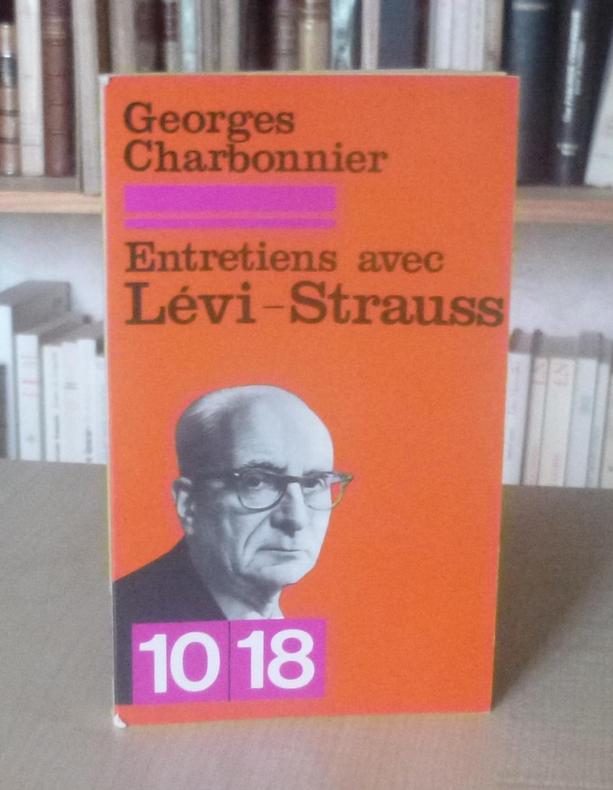 Georges
Charbonnier
Entretiens avec
Lévi-Strauss
10 18